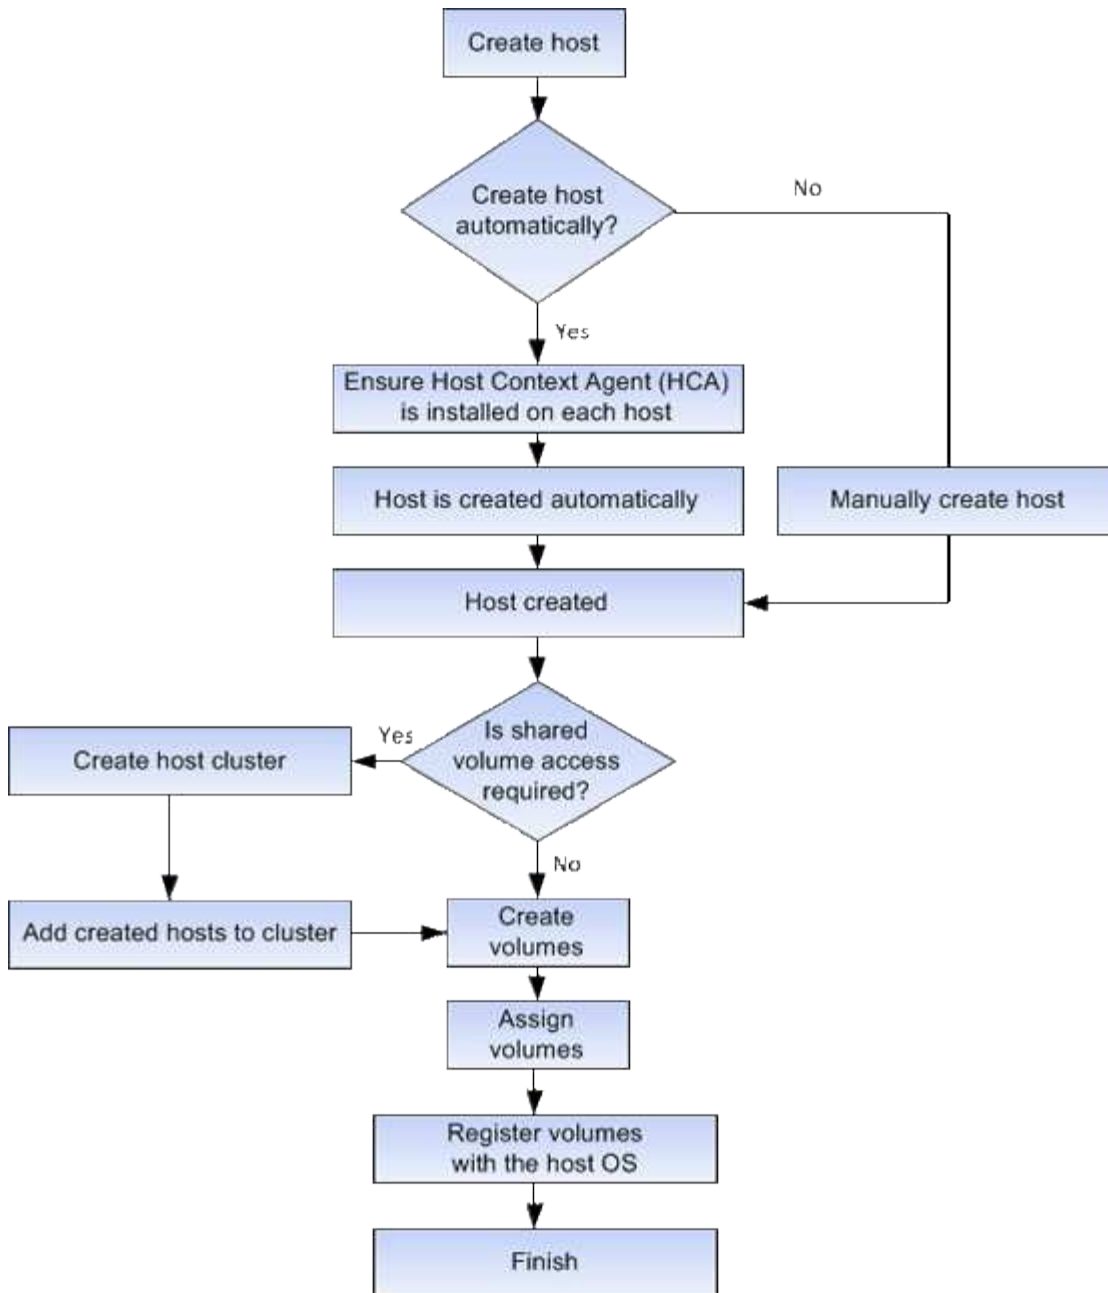 Create host
Create host
automatically?
No
Yes
Ensure Host Context Agent (HCA)
is installed on each host
Host is created automatically
Manually create host
Host created
Is shared
volume access
required?
Yes
Create host cluster
No
Add created hosts to cluster
Create
volumes
Assign
volumes
Register volumes
with the host OS
Finish